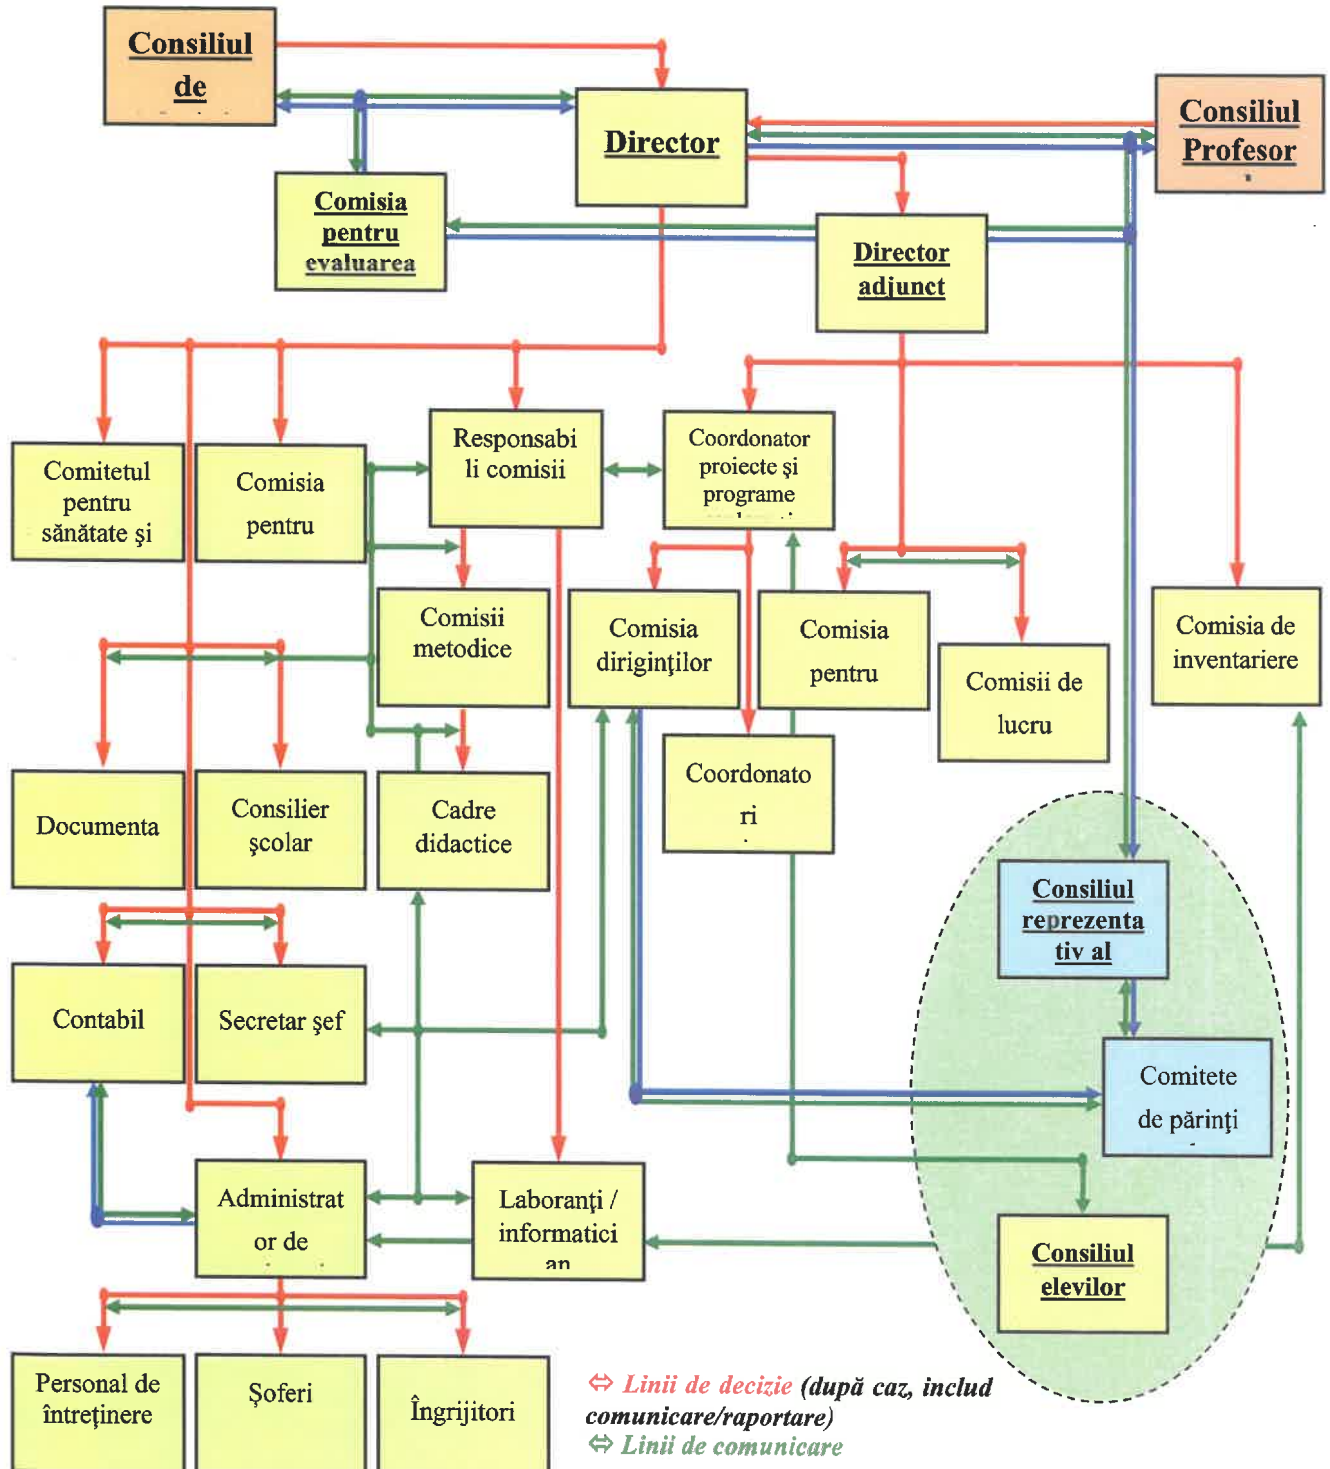 Consiliul
de
Director
Consiliul
Profesor
Comisia
pentru
evaluarea
Director
adjunct
Comitetul
pentru
sănătate şi
Comisia
pentru
Responsabi
li comisii
Coordonator
proiecte şi
programe
Comisii
metodice
Comisia
diriginţilor
Comisia
pentru
Comisii de
lucru
Comisia de
inventariere
Documenta
Consilier
şcolar
Cadre
didactice
Coordonato
ri
Consiliul
reprezenta
tiv al
Contabil
Secretar şef
Comitete
de părinţi
Administrat
or de
Laboranţi /
informatici
an
Consiliul
elevilor
Personal de
întreţinere
Şoferi
Îngrijitori
⇔ Linii de decizie (după caz, includ
comunicare/raportare)
⇔ Linii de comunicare